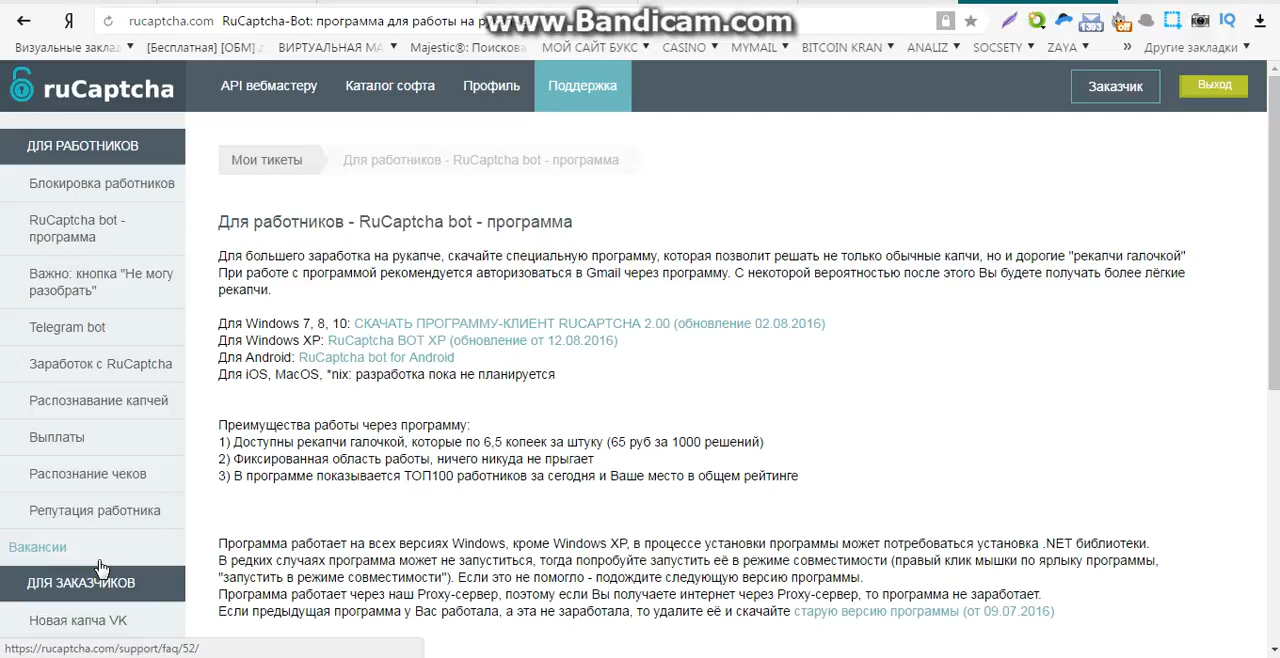 rucaptcha.com RuCaptcha-Bot: программа для работы на р
www.Bandicam.com
1393
off
IQ
Визуальные заклад
[Бесплатная] [ОБМ]
ВИРТУАЛЬНАЯ МА
Majestic®: Поискова
МОЙ САЙТ БУКС
CASINO
MYMAIL
BITCOIN KRAN
ANALIZ
SOCSETY
ZAYA
»
Другие закладки
ruCaptcha
API вебмастеру
Каталог софта
Профиль
Поддержка
Заказчик
Выход
ДЛЯ РАБОТНИКОВ
Блокировка работников
RuCaptcha bot -
программа
Важно: кнопка "Не могу
разобрать"
Telegram bot
Заработок с RuCaptcha
Распознавание капчей
Выплаты
Распознание чеков
Репутация работника
Вакансии
ДЛЯ ЗАКАЗЧИКОВ
Новая капча VK
https://rucaptcha.com/support/faq/52/
Мои тикеты
Для работников - RuCaptcha bot - программа
Для работников - RuCaptcha bot - программа
Для большего заработка на рукапче, скачайте специальную программу, которая позволит решать не только обычные капчи, но и дорогие "рекапчи галочкой"
При работе с программой рекомендуется авторизоваться в Gmail через программу. С некоторой вероятностью после этого Вы будете получать более лёгкие
рекапчи.
Для Windows 7, 8, 10: СКАЧАТЬ ПРОГРАММУ-КЛИЕНТ RUCAPTCHA 2.00 (обновление 02.08.2016)
Для Windows XP: RuCaptcha BOT XP (обновление от 12.08.2016)
Для Android: RuCaptcha bot for Android
Для iOS, MacOS, *nix: разработка пока не планируется
Преимущества работы через программу:
1) Доступны рекапчи галочкой, которые по 6,5 копеек за штуку (65 руб за 1000 решений)
2) Фиксированная область работы, ничего никуда не прыгает
3) В программе показывается ТОП100 работников за сегодня и Ваше место в общем рейтинге
Программа работает на всех версиях Windows, кроме Windows XP, в процессе установки программы может потребоваться установка .NET библиотеки.
В редких случаях программа может не запуститься, тогда попробуйте запустить её в режиме совместимости (правый клик мышки по ярлыку программы,
"запустить в режиме совместимости"). Если это не помогло - подождите следующую версию программы.
Программа работает через наш Proxy-сервер, поэтому если Вы получаете интернет через Proxy-сервер, то программа не заработает.
Если предыдущая программа у Вас работала, а эта не заработала, то удалите её и скачайте старую версию программы (от 09.07.2016)